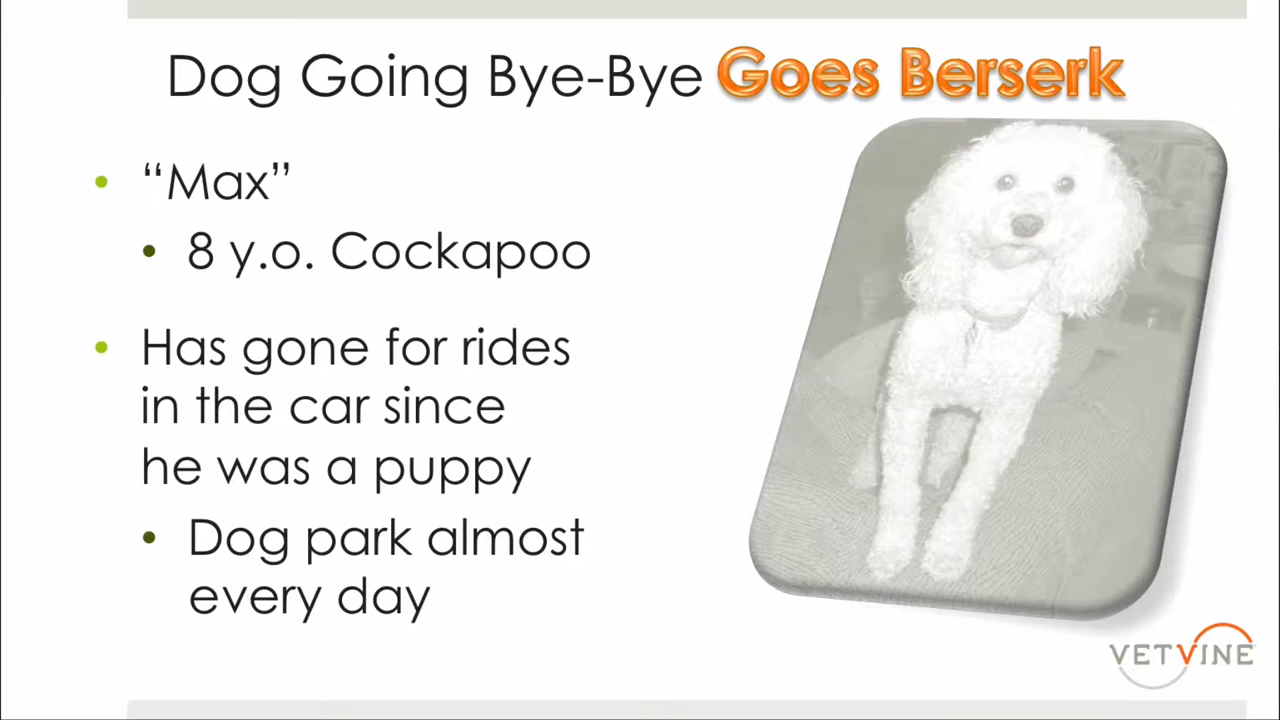 Dog Going Bye-Bye Goes Berserk
“Max”
8 y.o. Cockapoo
Has gone for rides
in the car since
he was a puppy
Dog park almost
every day
VETVINE